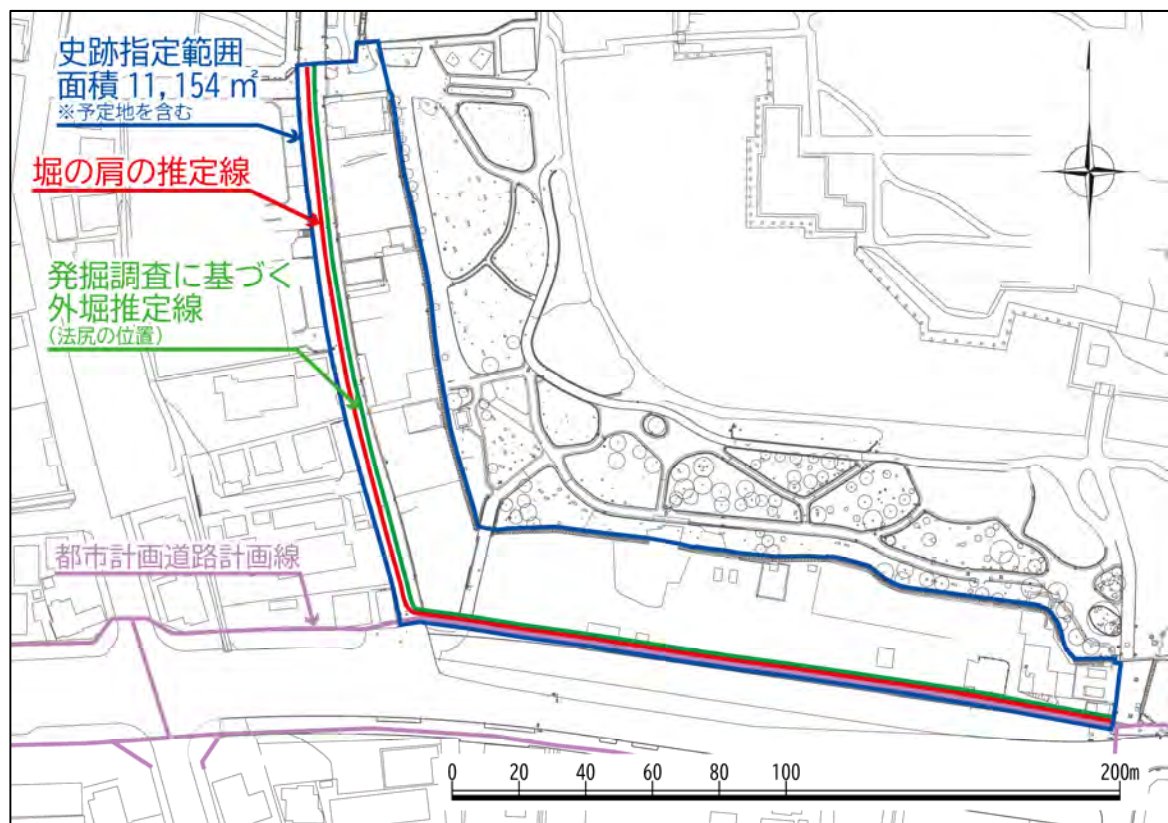 史跡指定範囲
面積 11,154 ㎡
※予定地を含む
堀の肩の推定線
発掘調査に基づく
外堀推定線
(法尻の位置)
都市計画道路計画線
0 20 40 60 80 100 200m